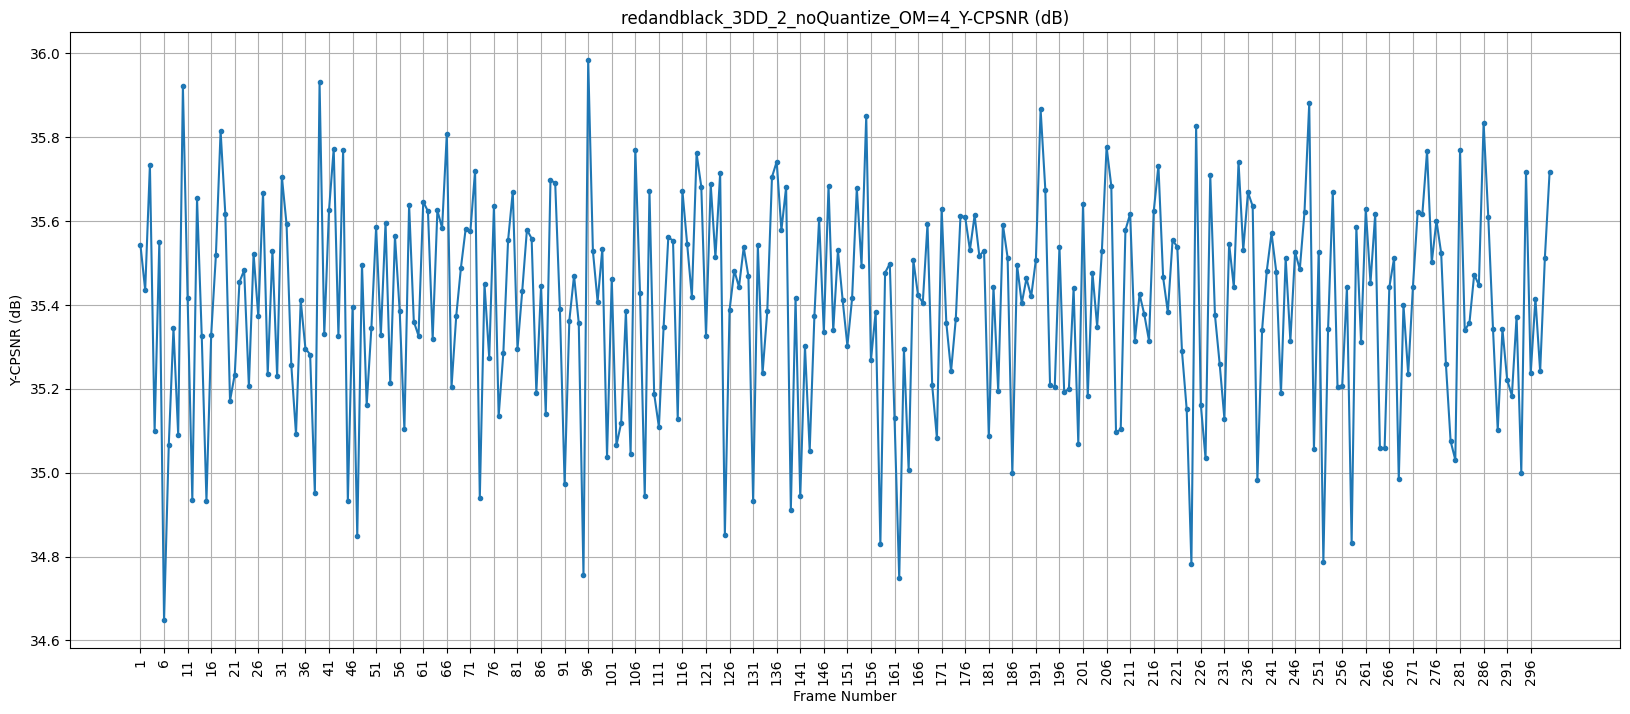 redandblack_3DD_2_noQuantize_OM=4_Y-CPSNR (dB)
36.0
35.8
35.6
35.4
35.2
35.0
34.8
34.6
Y-CPSNR (dB)
1 6 11 16 21 26 31 36 41 46 51 56 61 66 71 76 81 86 91 96 101 106 111 116 121 126 131 136 141 146 151 156 161 166 171 176 181 186 191 196 201 206 211 216 221 226 231 236 241 246 251 256 261 266 271 276 281 286 291 296
Frame Number